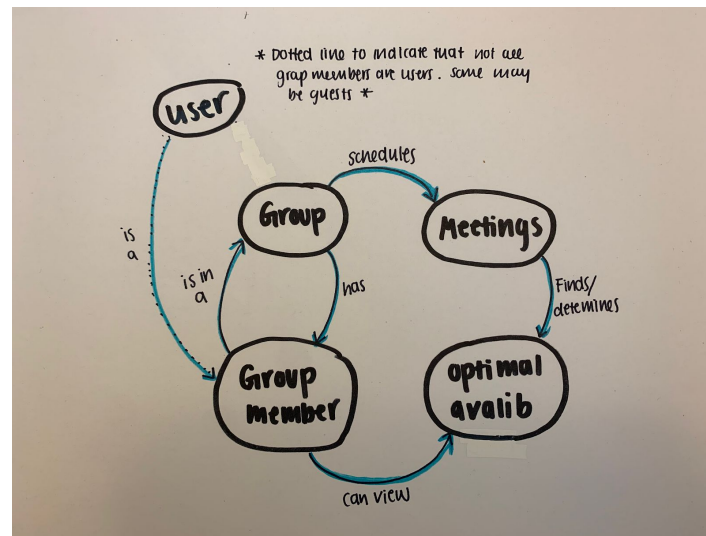 * Dotted line to indicate that not all
grap members are users. some may
be guests *
user
schedules
Group
Meetings
is
a
is in
a
has
Finds/
detemines
Group
member
optimal
avalib
can view